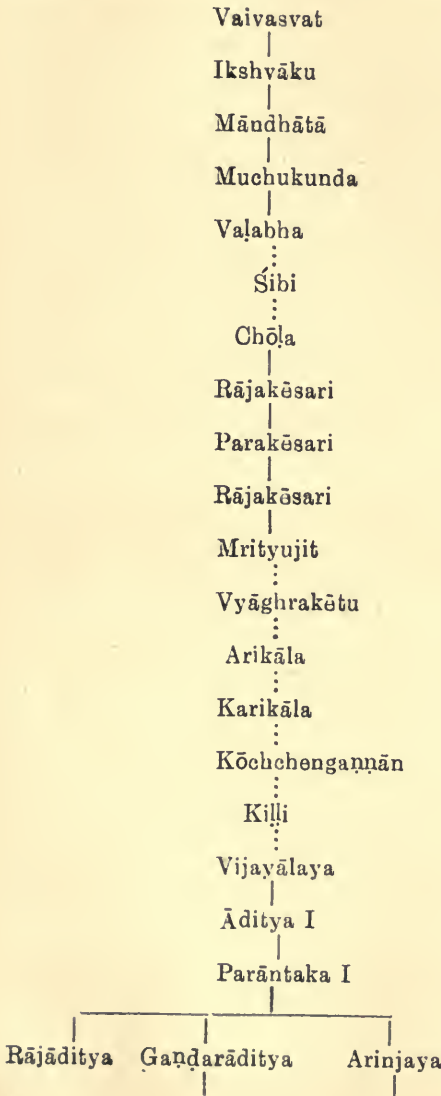 Vaivasvat
Ikshvāku
Māndhātā
Muchukunda
Vaḷabha
Śibi
Chōḷa
Rājakēsari
Parakēsari
Rājakēsari
Mrityujit
Vyāghrakētu
Arikāla
Karikāla
Kōchchengaṇṇān
Kiḷḷi
Vijayālaya
Āditya I
Parāntaka I
Rājāditya Gaṇḍarāditya Arinjaya